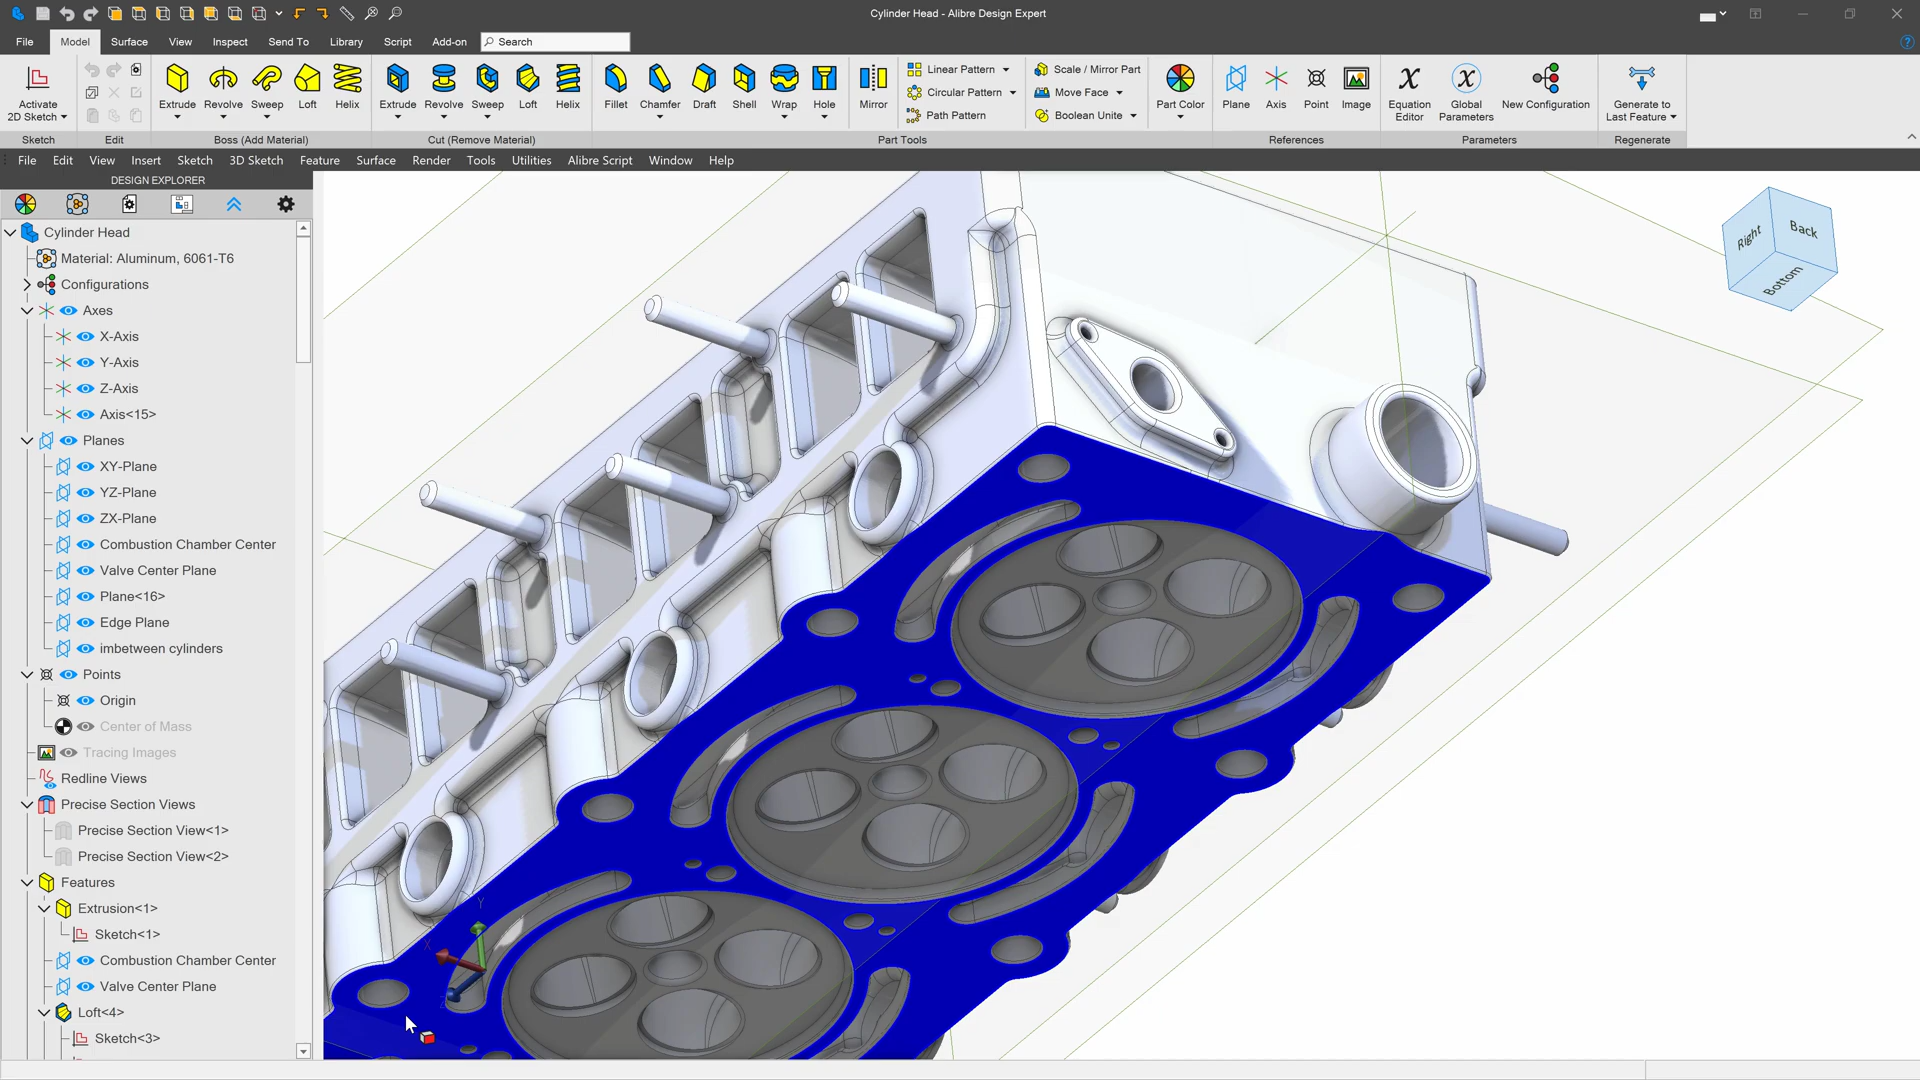 Cylinder Head - Alibre Design Expert
File Model Surface View Inspect Send To Library Script Add-on Search
Activate 2D Sketch
Extrude Revolve Sweep Loft Helix
Extrude Revolve Sweep Loft Helix
Fillet Chamfer Draft Shell Wrap Hole
Mirror
Linear Pattern
Circular Pattern
Path Pattern
Scale / Mirror Part
Move Face
Boolean Unite
Part Color
Plane Axis Point Image
Equation Editor
Global Parameters
New Configuration
Generate to Last Feature
Sketch Edit Boss (Add Material) Cut (Remove Material) Part Tools References Parameters Regenerate
File Edit View Insert Sketch 3D Sketch Feature Surface Render Tools Utilities Alibre Script Window Help
DESIGN EXPLORER
Cylinder Head
Material: Aluminum, 6061-T6
Configurations
Axes
X-Axis
Y-Axis
Z-Axis
Axis<15>
Planes
XY-Plane
YZ-Plane
ZX-Plane
Combustion Chamber Center
Valve Center Plane
Plane<16>
Edge Plane
imbetween cylinders
Points
Origin
Center of Mass
Tracing Images
Redline Views
Precise Section Views
Precise Section View<1>
Precise Section View<2>
Features
Extrusion<1>
Sketch<1>
Combustion Chamber Center
Valve Center Plane
Loft<4>
Sketch<3>
Right Back
Bottom
Y
X
Z